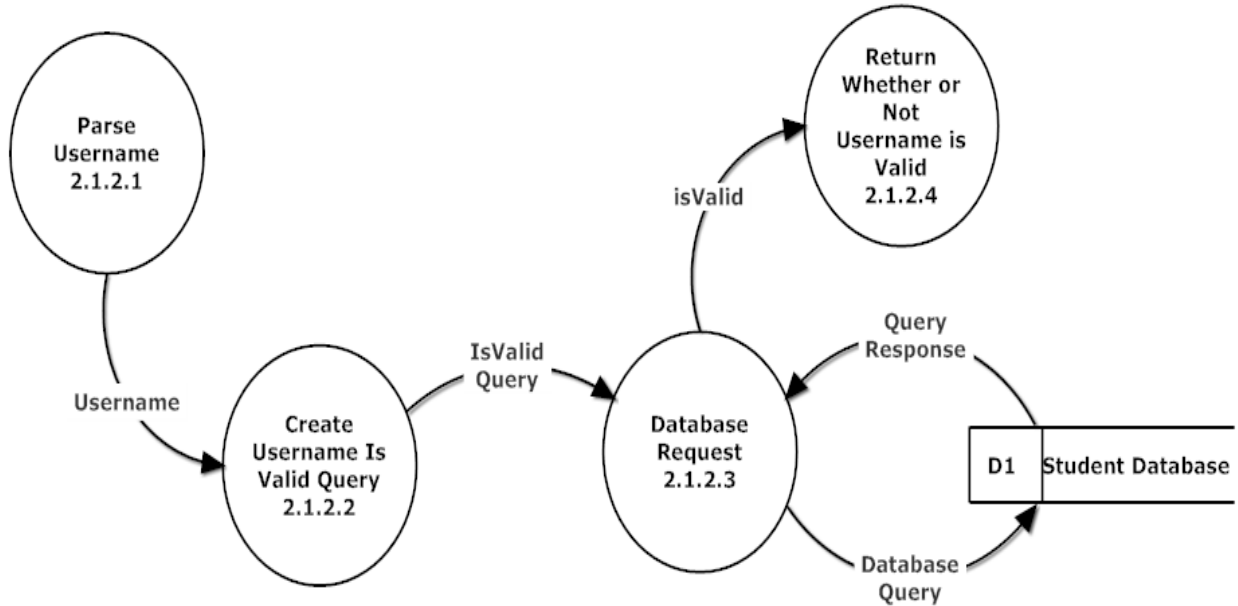 Parse
Username
2.1.2.1
Username
Create
Username Is
Valid Query
2.1.2.2
IsValid
Query
Database
Request
2.1.2.3
isValid
Return
Whether or
Not
Username is
Valid
2.1.2.4
Query
Response
D1 Student Database
Database
Query